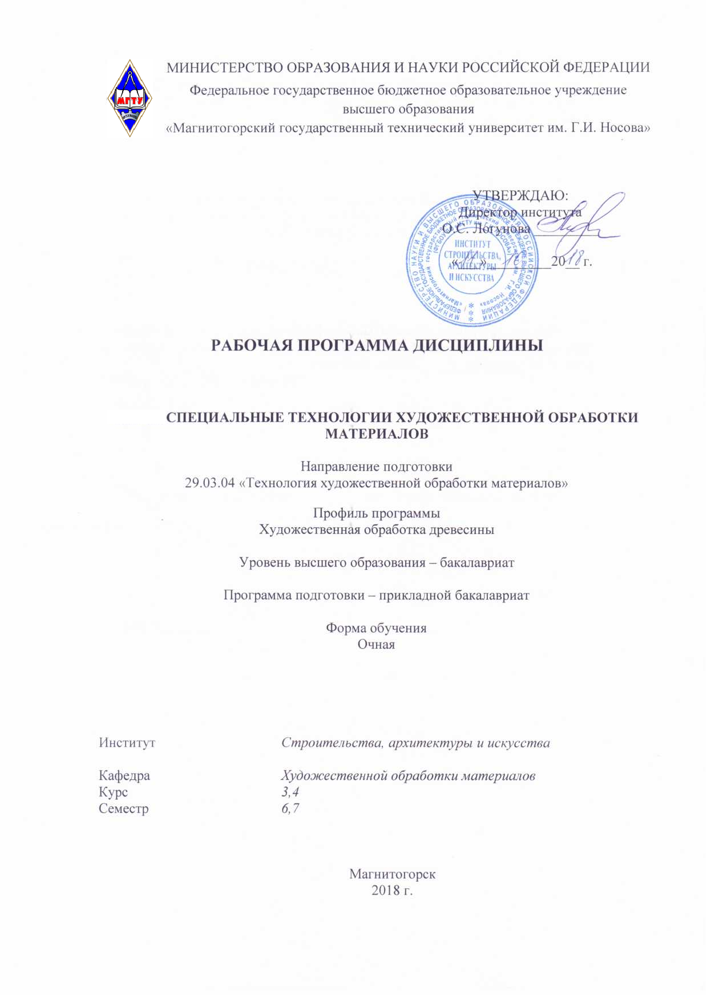 МИНИСТЕРСТВО ОБРАЗОВАНИЯ И НАУКИ РОССИЙСКОЙ ФЕДЕРАЦИИ
Федеральное государственное бюджетное образовательное учреждение
высшего образования
«Магнитогорский государственный технический университет им. Г.И. Носова»
МГТУ
УТВЕРЖДАЮ:
Директор института
О.С. Логунова
« » 20 18 г.
ИНСТИТУТ
СТРОИТЕЛЬСТВА,
АРХИТЕКТУРЫ
И ИСКУССТВА
РАБОЧАЯ ПРОГРАММА ДИСЦИПЛИНЫ
СПЕЦИАЛЬНЫЕ ТЕХНОЛОГИИ ХУДОЖЕСТВЕННОЙ ОБРАБОТКИ
МАТЕРИАЛОВ
Направление подготовки
29.03.04 «Технология художественной обработки материалов»
Профиль программы
Художественная обработка древесины
Уровень высшего образования – бакалавриат
Программа подготовки – прикладной бакалавриат
Форма обучения
Очная
Институт Строительства, архитектуры и искусства
Кафедра Художественной обработки материалов
Курс 3,4
Семестр 6,7
Магнитогорск
2018 г.